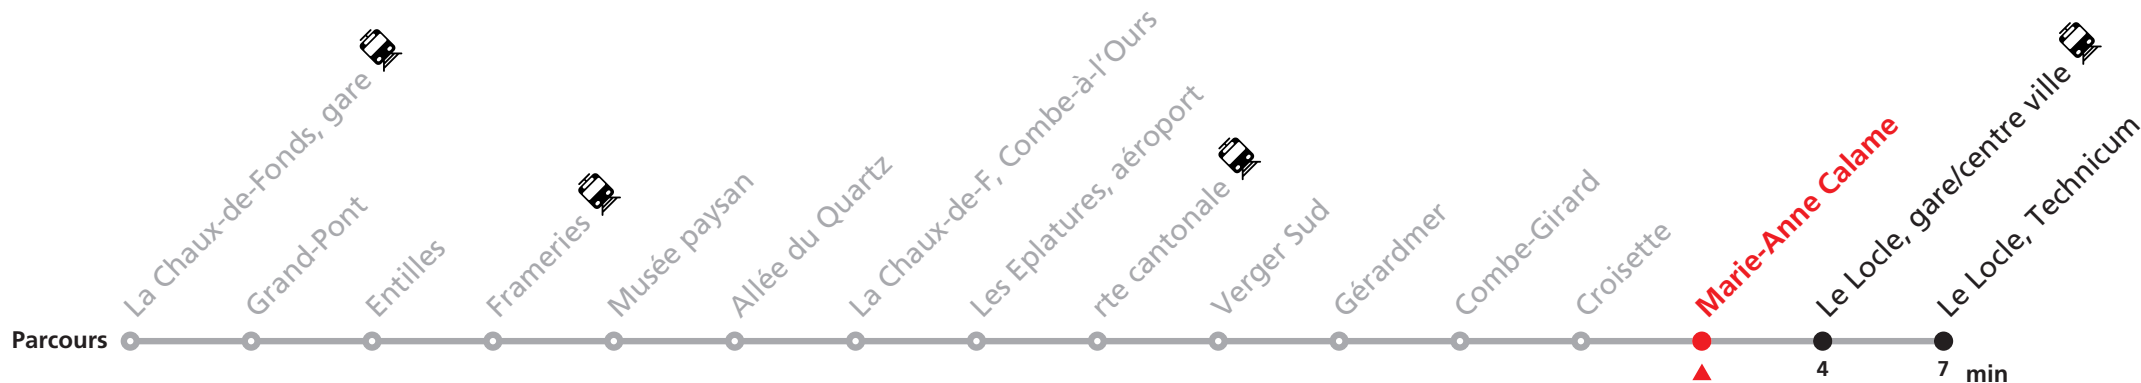 La Chaux-de-Fonds, gare
Grand-Pont
Entilles
Frameries
Musée paysan
Allée du Quartz
La Chaux-de-F, Combe-à-l'Ours
Les Eplatures, aéroport
rte cantonale
Verger Sud
Gérardmer
Combe-Girard
Croisette
Marie-Anne Calame
Le Locle, gare/centre ville
Le Locle, Technicum
Parcours
4 7 min